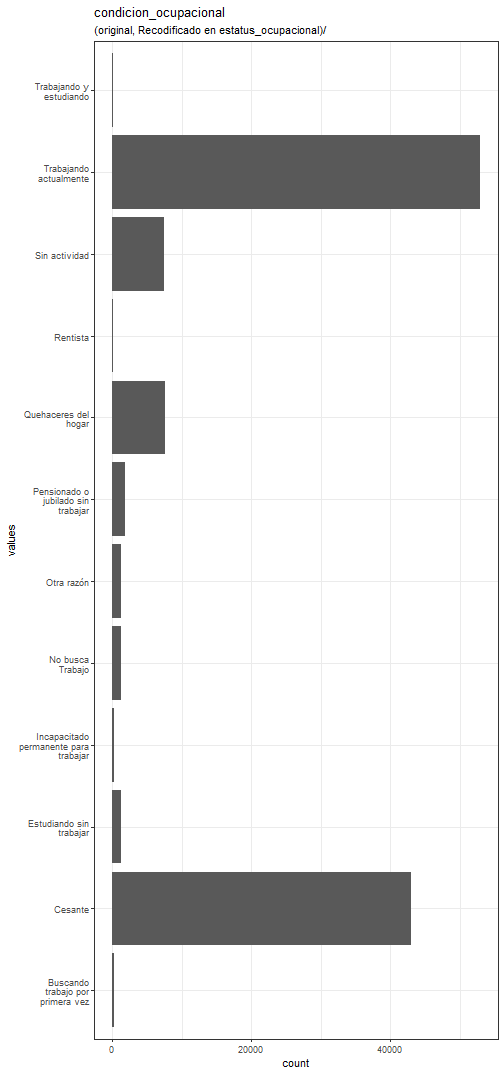 condicion_ocupacional
(original, Recodificado en estatus_ocupacional)/
Trabajando y
estudiando
Trabajando
actualmente
Sin actividad
Rentista
Quehaceres del
hogar
Pensionado o
jubilado sin
trabajar
Otra razón
No busca
Trabajo
Incapacitado
permanente para
trabajar
Estudiando sin
trabajar
Cesante
Buscando
trabajo por
primera vez
values
0 20000 40000
count